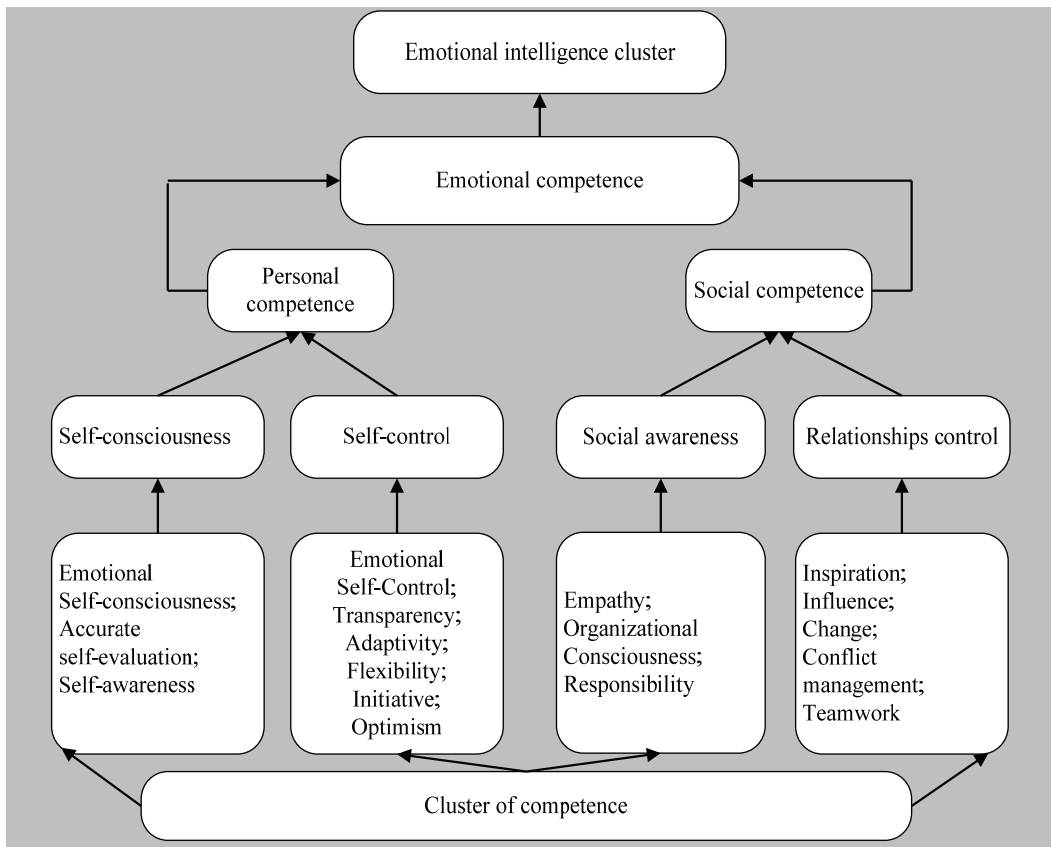 Emotional intelligence cluster
Emotional competence
Personal
competence
Social competence
Self-consciousness
Self-control
Social awareness
Relationships control
Emotional
Self-consciousness;
Accurate
self-evaluation;
Self-awareness
Emotional
Self-Control;
Transparency;
Adaptivity;
Flexibility;
Initiative;
Optimism
Empathy;
Organizational
Consciousness;
Responsibility
Inspiration;
Influence;
Change;
Conflict
management;
Teamwork
Cluster of competence